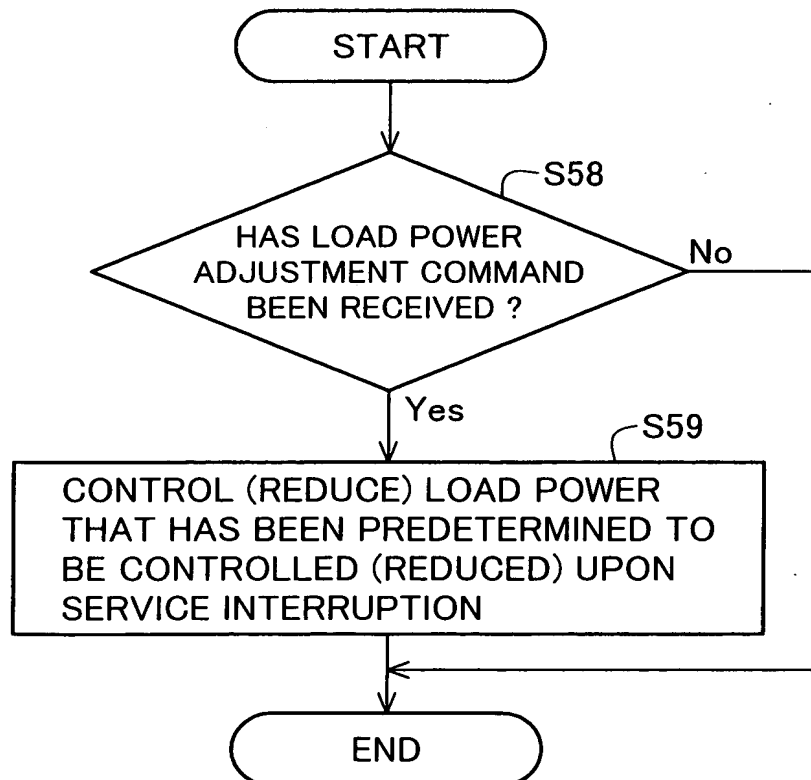 START
S58
HAS LOAD POWER
ADJUSTMENT COMMAND
BEEN RECEIVED ?
No
Yes
S59
CONTROL (REDUCE) LOAD POWER
THAT HAS BEEN PREDETERMINED TO
BE CONTROLLED (REDUCED) UPON
SERVICE INTERRUPTION
END